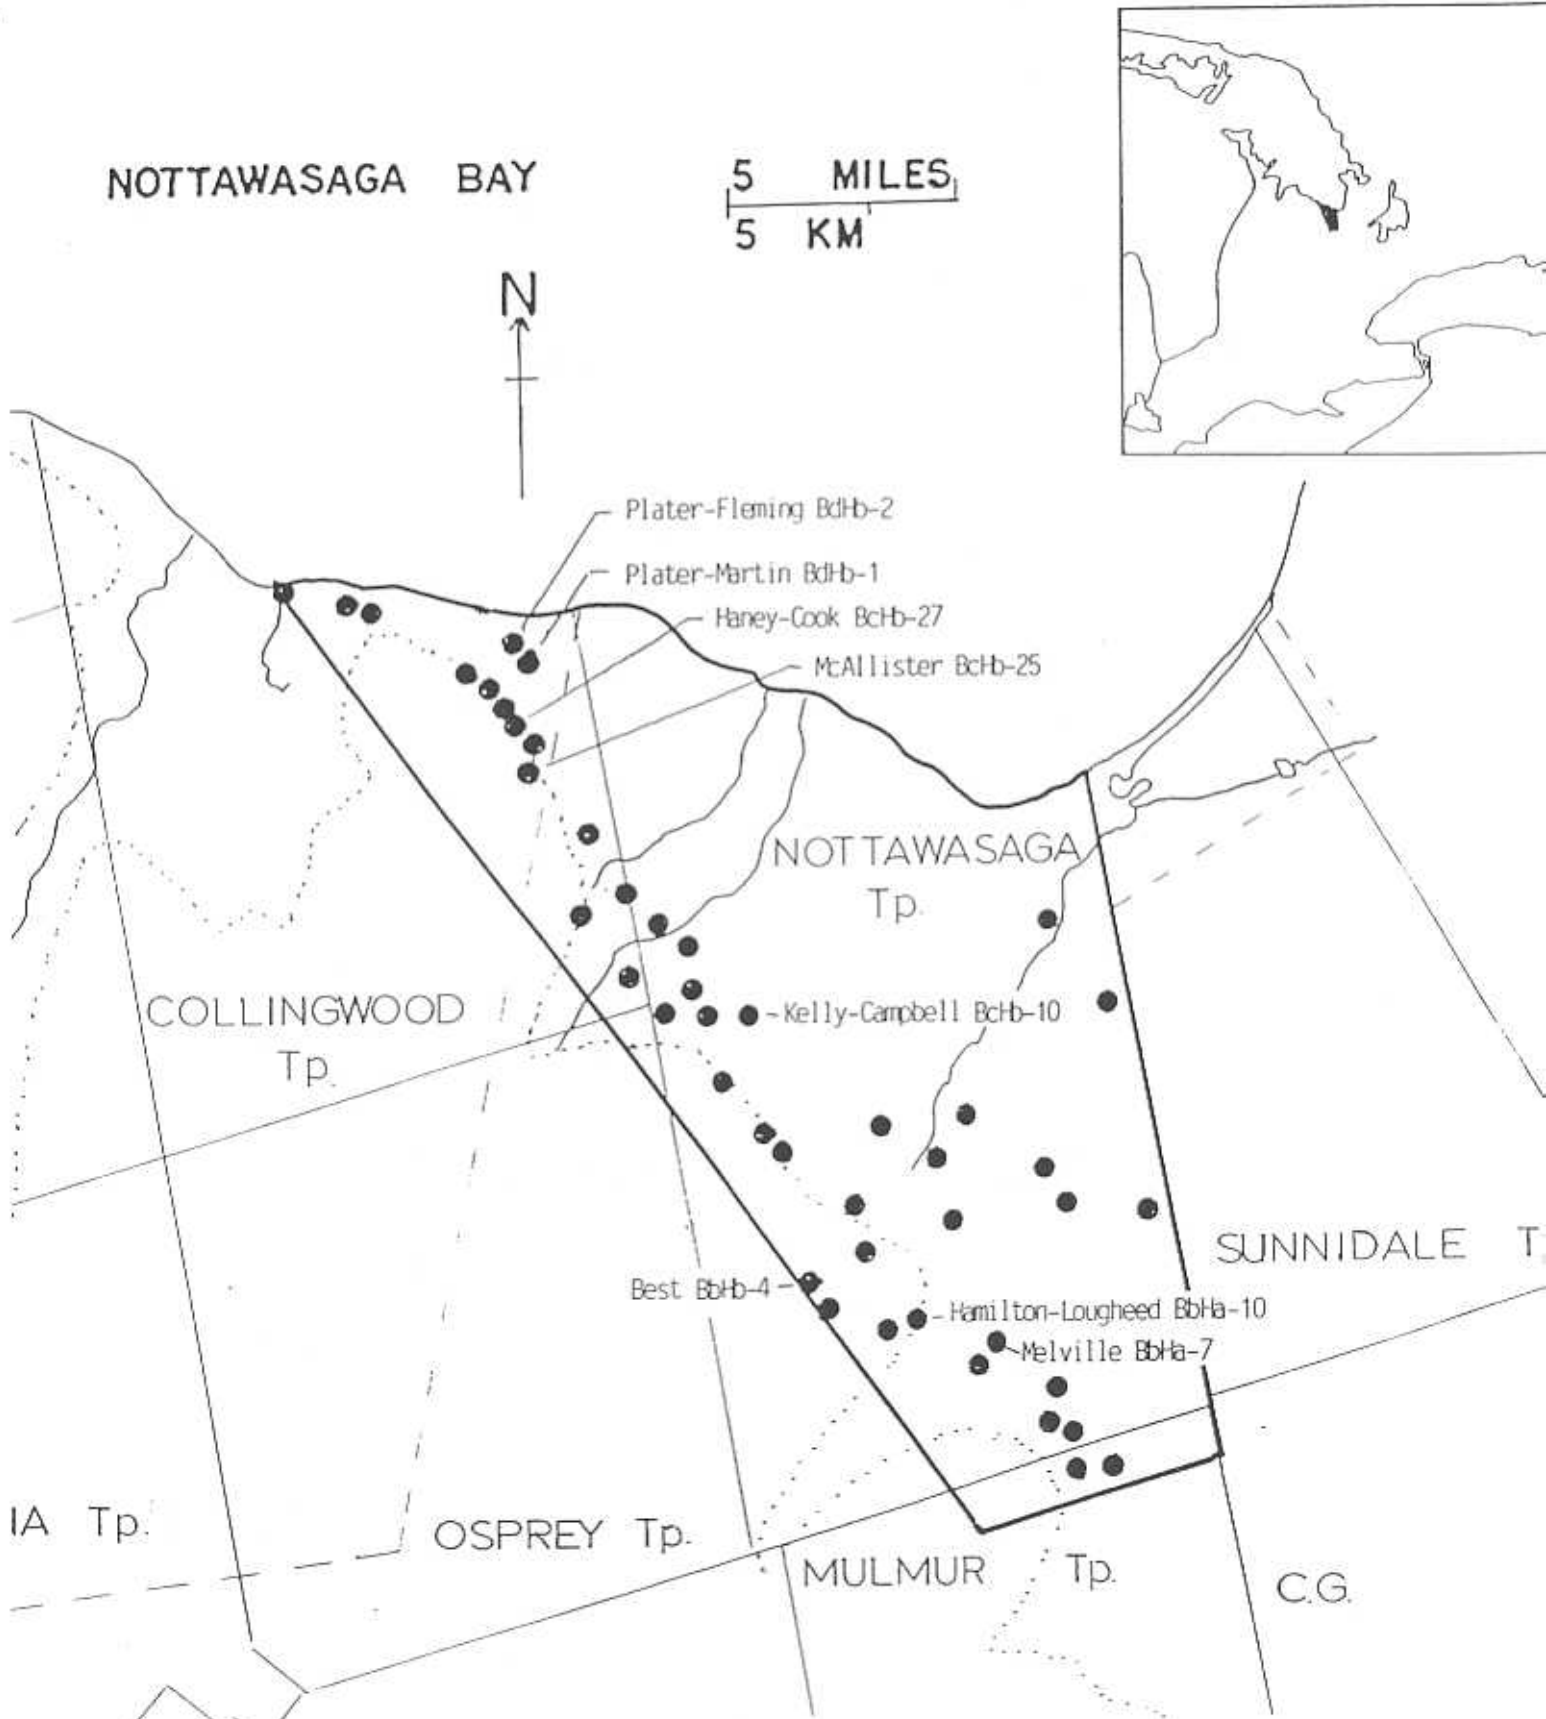 NOTTAWASAGA BAY
5 MILES
5 KM
N
Plater-Fleming BdHb-2
Plater-Martin BdHb-1
Haney-Cook BcHb-27
McAllister BcHb-25
NOTTAWASAGA
Tp.
COLLINGWOOD
Tp.
Kelly-Campbell BcHb-10
SUNNIDALE T.
Best BbHb-4
Hamilton-Lougheed BbHa-10
Melville BbHa-7
IA Tp.
OSPREY Tp.
MULMUR Tp.
C.G.